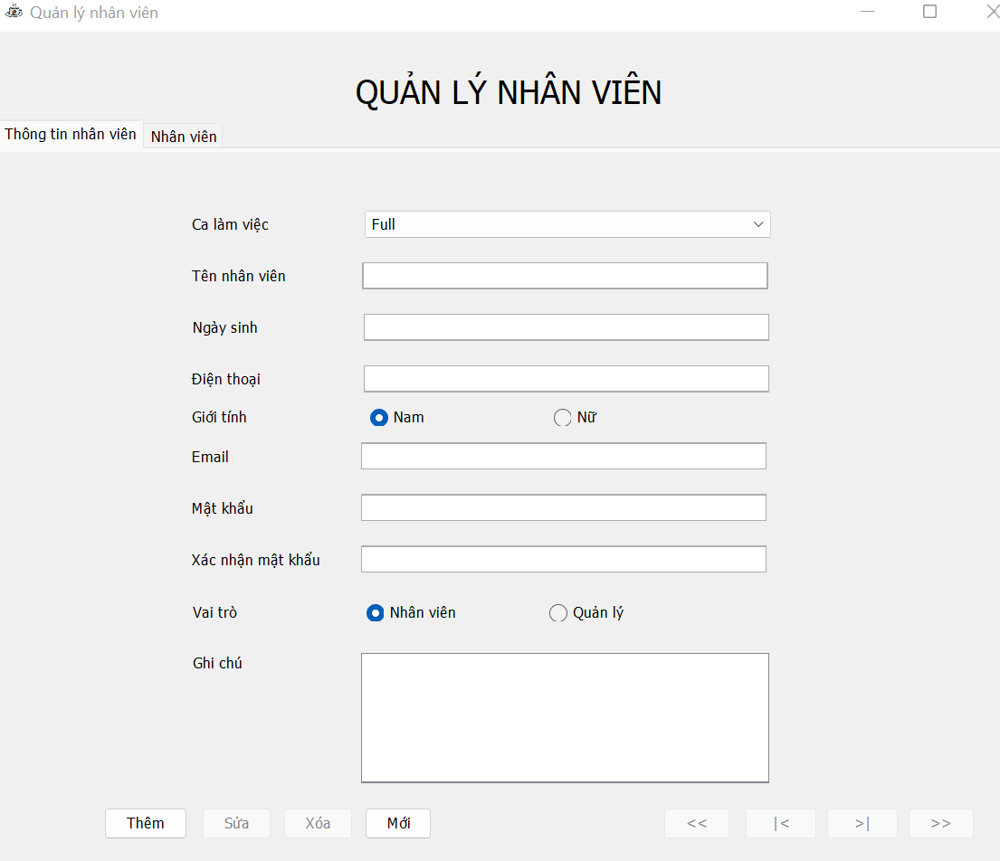 Quản lý nhân viên
QUẢN LÝ NHÂN VIÊN
Thông tin nhân viên Nhân viên
Ca làm việc Full
Tên nhân viên
Ngày sinh
Điện thoại
Giới tính Nam Nữ
Email
Mật khẩu
Xác nhận mật khẩu
Vai trò Nhân viên Quản lý
Ghi chú
Thêm Sửa Xóa Mới << |< >| >>